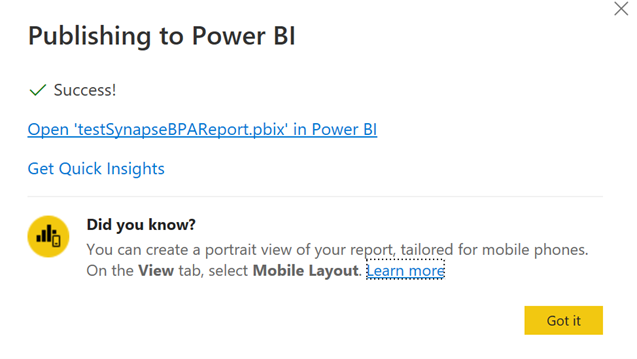 Publishing to Power BI
Success!
Open 'testSynapseBPAReport.pbix' in Power BI
Get Quick Insights
Did you know?
You can create a portrait view of your report, tailored for mobile phones.
On the View tab, select Mobile Layout. Learn more
Got it